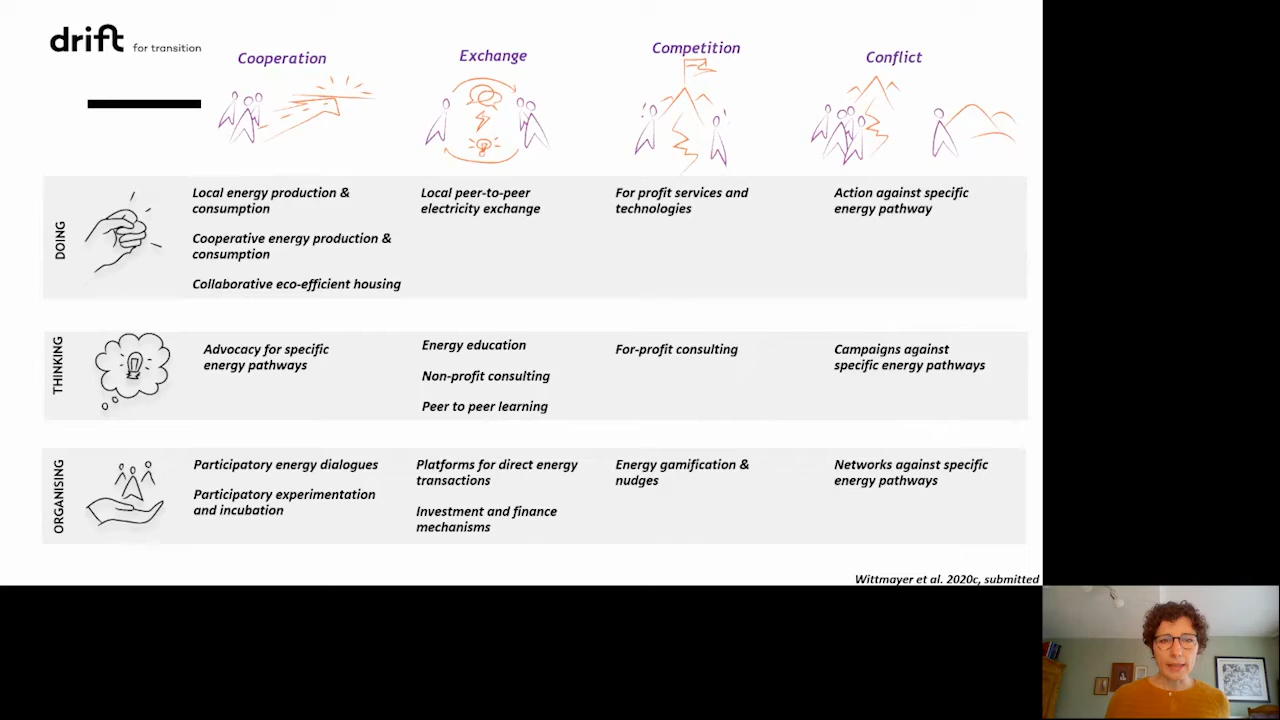 drift for transition
Cooperation
Exchange
Competition
Conflict
DOING
Local energy production &
consumption
Cooperative energy production &
consumption
Collaborative eco-efficient housing
Local peer-to-peer
electricity exchange
For profit services and
technologies
Action against specific
energy pathway
THINKING
Advocacy for specific
energy pathways
Energy education
Non-profit consulting
Peer to peer learning
For-profit consulting
Campaigns against
specific energy pathways
ORGANISING
Participatory energy dialogues
Participatory experimentation
and incubation
Platforms for direct energy
transactions
Investment and finance
mechanisms
Energy gamification &
nudges
Networks against specific
energy pathways
Wittmayer et al. 2020c, submitted